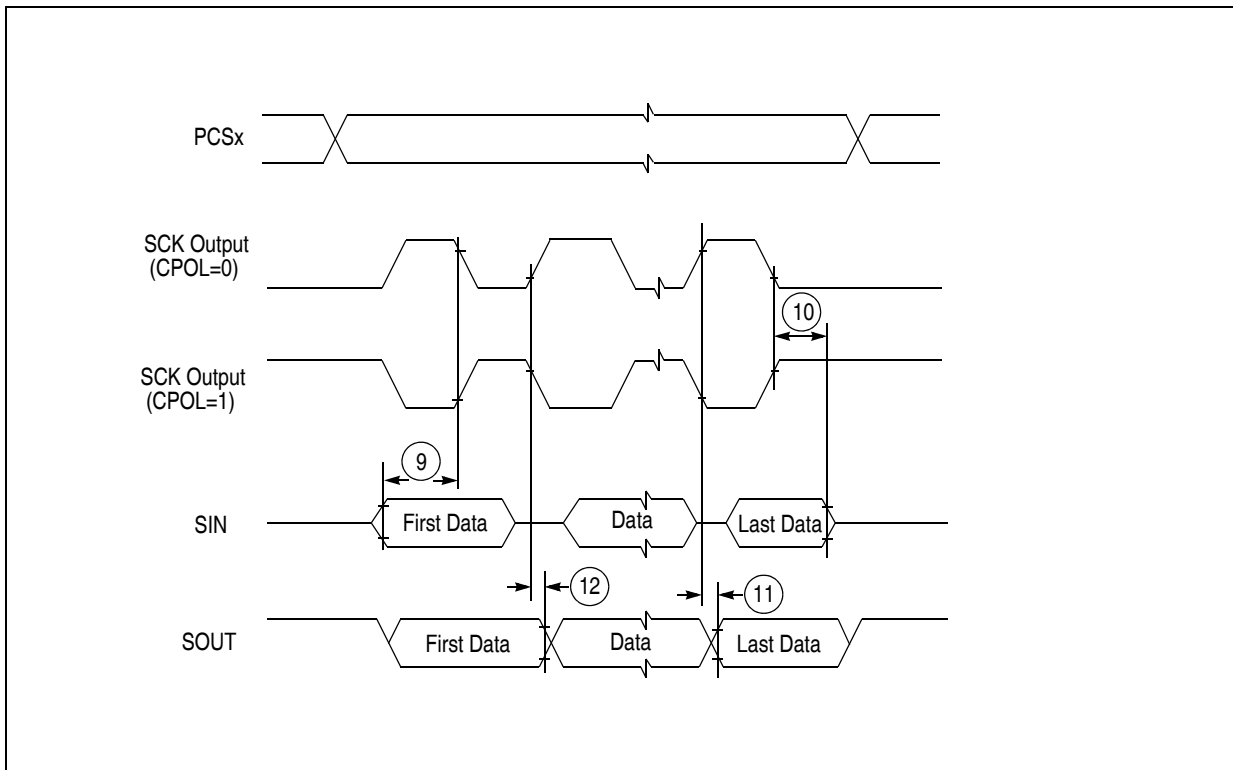 PCSx
SCK Output
(CPOL=0)
10
SCK Output
(CPOL=1)
9
SIN
First Data
Data
Last Data
12
11
SOUT
First Data
Data
Last Data